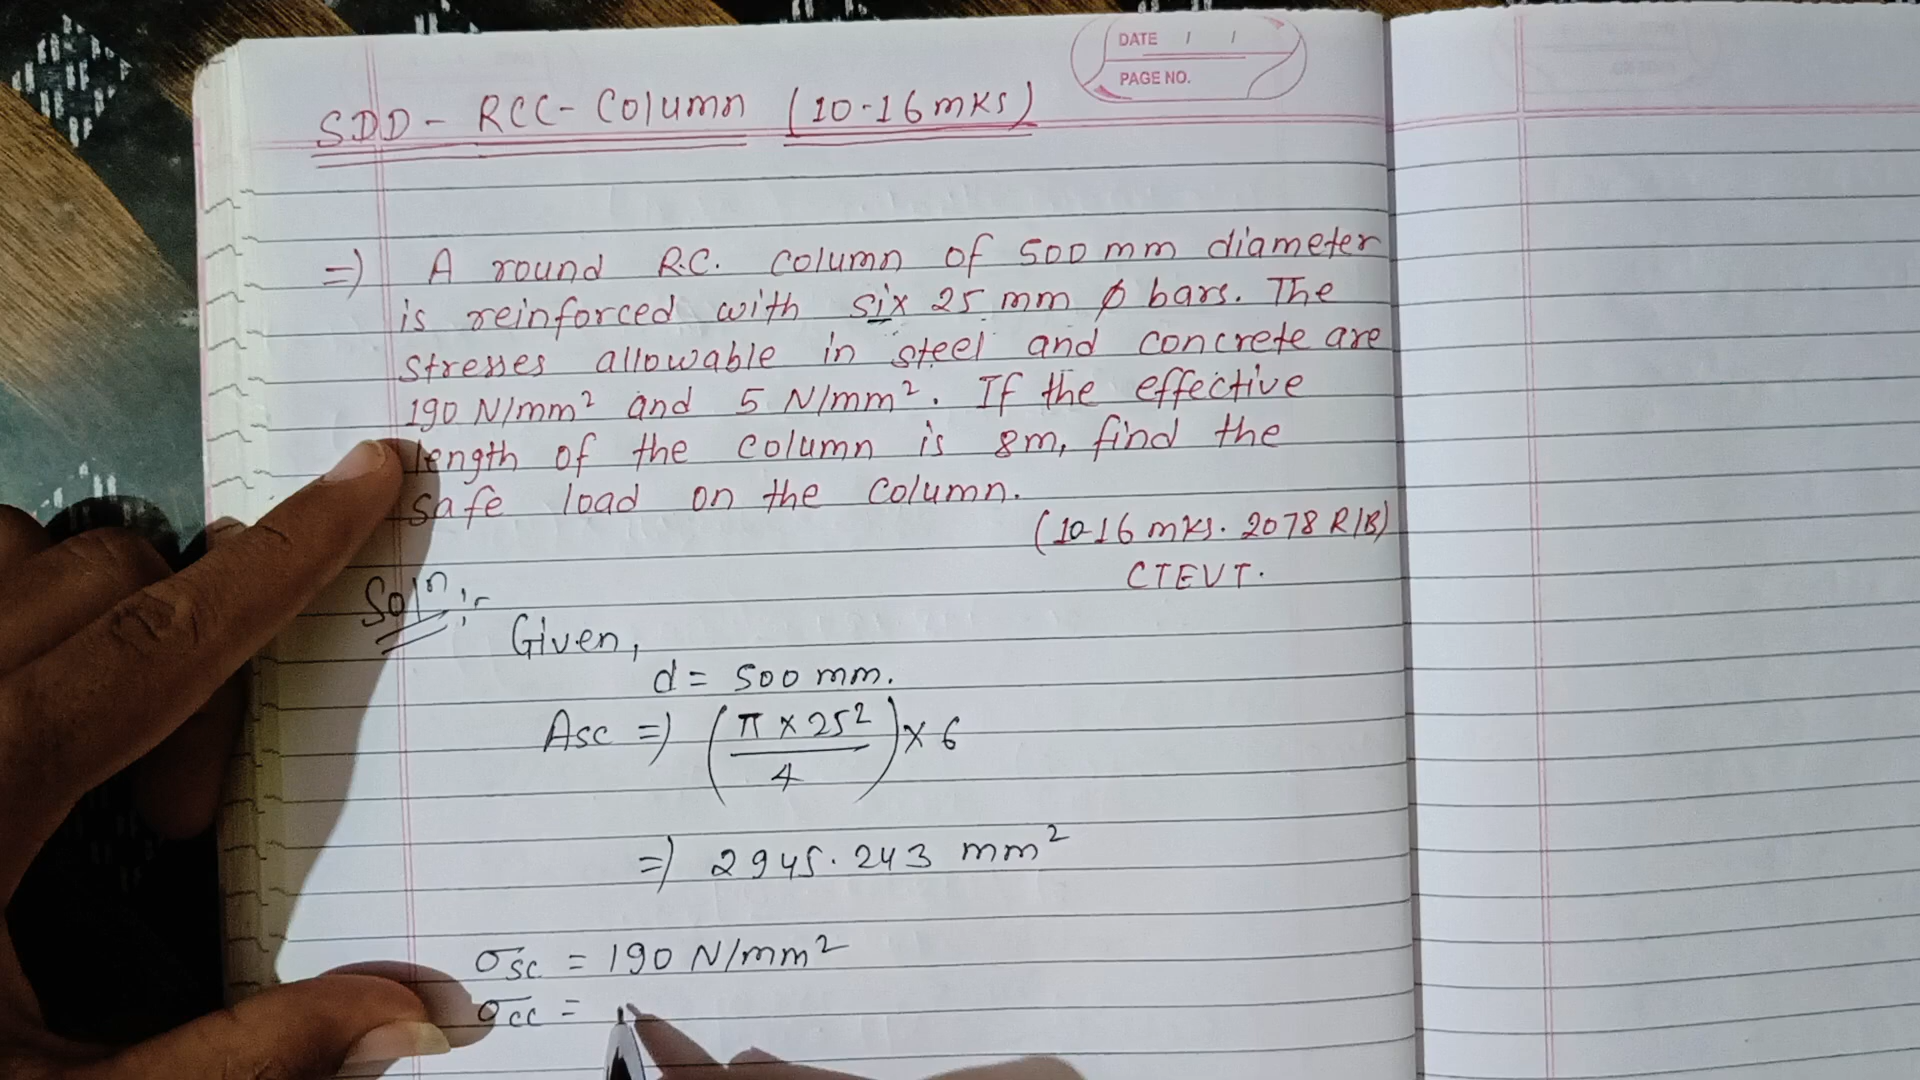 DATE / /
PAGE NO.
SDD - RCC - Column (10-16 mks)
=) A round R.C. column of 500 mm diameter
is reinforced with six 25 mm ϕ bars. The
stresses allowable in steel and concrete are
190 N/mm² and 5 N/mm². If the effective
length of the column is 8m, find the
safe load on the column.
(10-16 mks. 2078 R/B)
CTEVT.
Soln:-
Given,
d = 500 mm.
Asc =) (π × 25² / 4) × 6
=) 2945.243 mm²
σsc = 190 N/mm²
σcc =